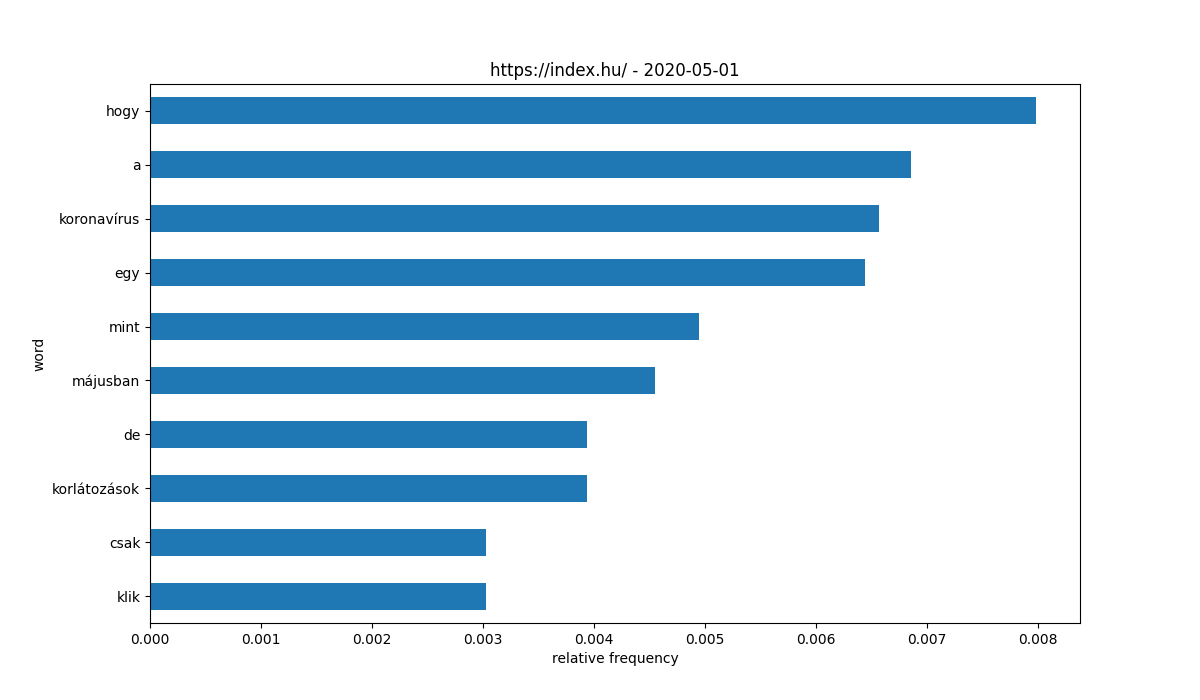 https://index.hu/ - 2020-05-01
word
hogy
a
koronavírus
egy
mint
májusban
de
korlátozások
csak
klik
0.000 0.001 0.002 0.003 0.004 0.005 0.006 0.007 0.008
relative frequency